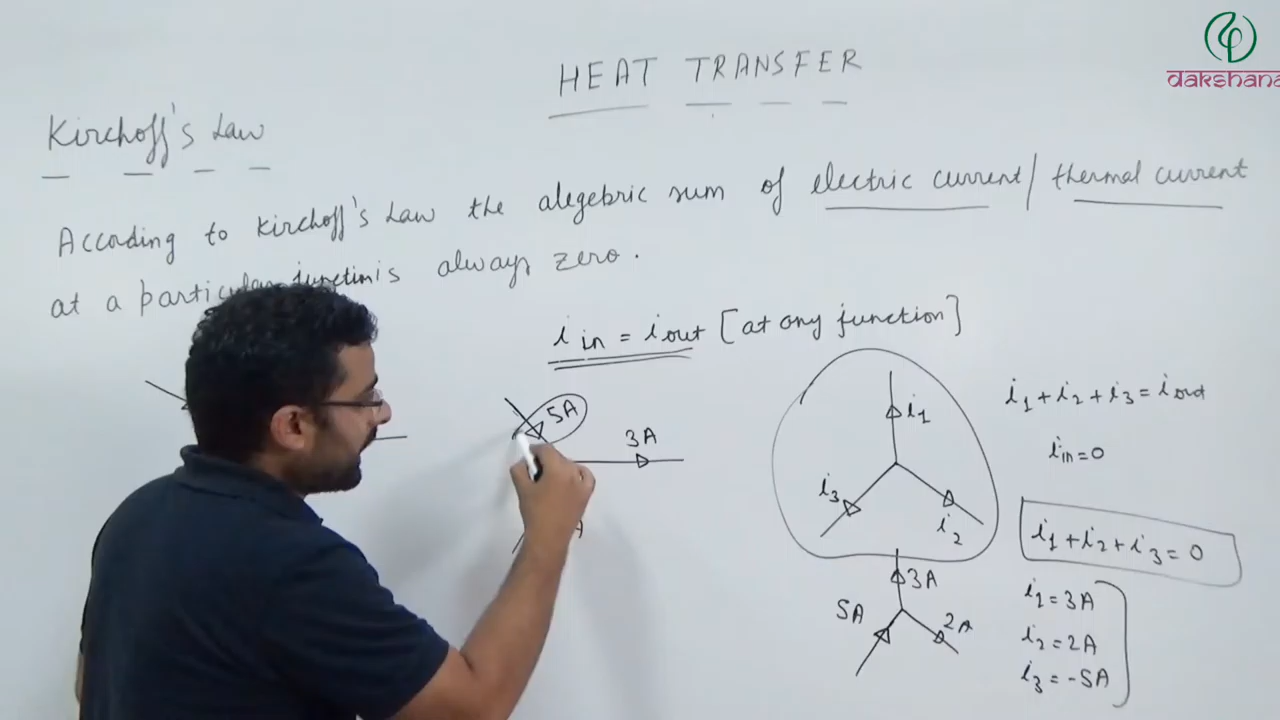 dakshana
HEAT TRANSFER
Kirchoff's Law
According to Kirchoff's Law the alegebric sum of electric current / thermal current
at a particular junction is always zero.
i in = i out [at any function]
5A
3A
A
i1
i3
i2
i1 + i2 + i3 = i out
i in = 0
i1 + i2 + i3 = 0
3A
5A
2A
i1 = 3A
i2 = 2A
i3 = -5A